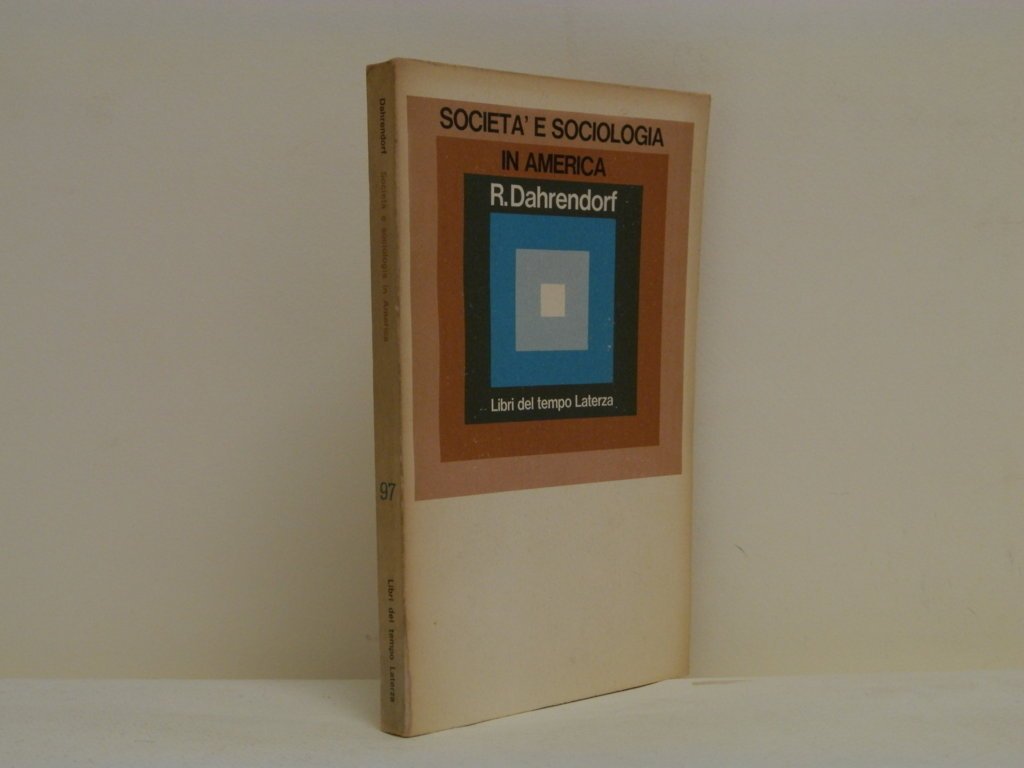 SOCIETA' E SOCIOLOGIA
IN AMERICA
R.Dahrendorf
Libri del tempo Laterza
Dahrendorf Società e sociologia in America
97
Libri del tempo Laterza